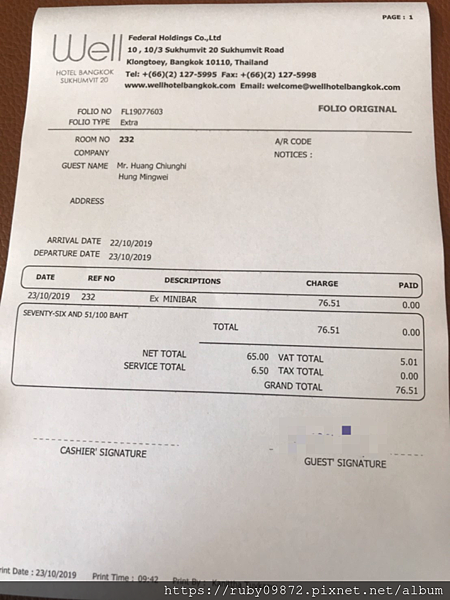 PAGE : 1
Well
HOTEL BANGKOK
SUKHUMVIT 20
Federal Holdings Co.,Ltd
10 , 10/3 Sukhumvit 20 Sukhumvit Road
Klongtoey, Bangkok 10110, Thailand
Tel: +(66)(2) 127-5995 Fax: +(66)(2) 127-5998
www.wellhotelbangkok.com Email: welcome@wellhotelbangkok.com
FOLIO NO FL19077603 FOLIO ORIGINAL
FOLIO TYPE Extra
ROOM NO 232 A/R CODE
COMPANY NOTICES :
GUEST NAME Mr. Huang Chiunghi
Hung Mingwei
ADDRESS
ARRIVAL DATE 22/10/2019
DEPARTURE DATE 23/10/2019
DATE REF NO DESCRIPTIONS CHARGE PAID
23/10/2019 232 Ex MINIBAR 76.51 0.00
SEVENTY-SIX AND 51/100 BAHT
TOTAL 76.51 0.00
NET TOTAL 65.00 VAT TOTAL 5.01
SERVICE TOTAL 6.50 TAX TOTAL 0.00
GRAND TOTAL 76.51
CASHIER' SIGNATURE
GUEST' SIGNATURE
rint Date : 23/10/2019 Print Time : 09:42 Print By :
https://ruby09872.pixnet.net/album